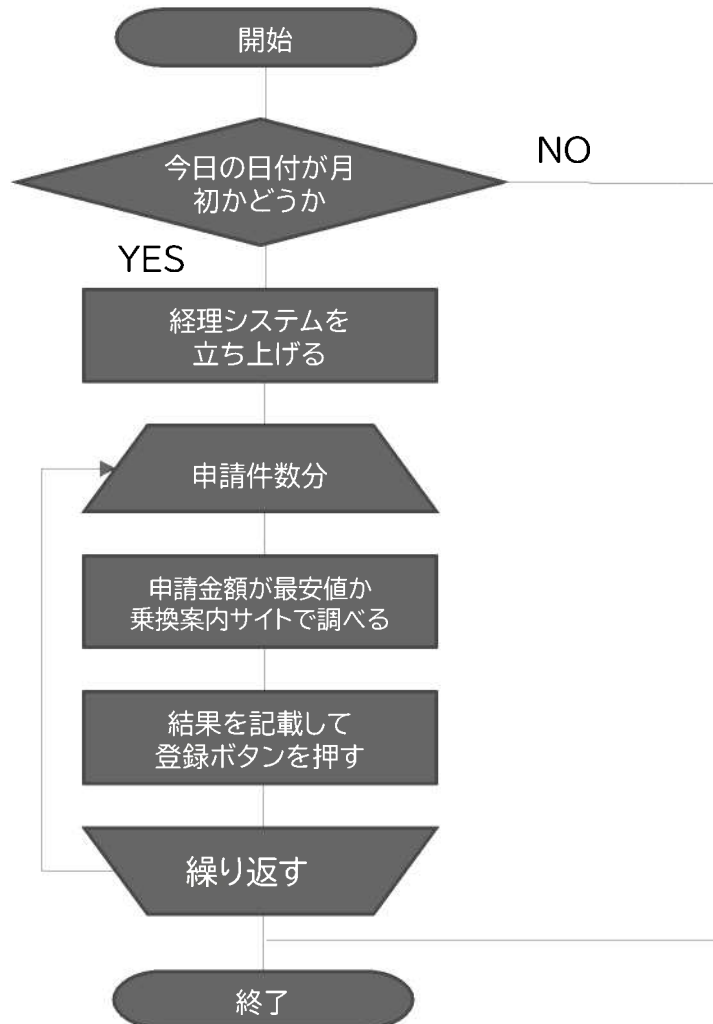 開始
今日の日付が月
初かどうか
NO
YES
経理システムを
立ち上げる
申請件数分
申請金額が最安値か
乗換案内サイトで調べる
結果を記載して
登録ボタンを押す
繰り返す
終了